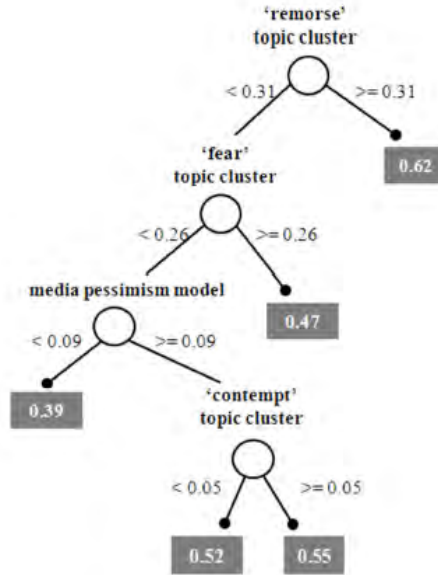 ‘remorse’
topic cluster
< 0.31
>= 0.31
0.62
‘fear’
topic cluster
< 0.26
>= 0.26
0.47
media pessimism model
< 0.09
>= 0.09
0.39
‘contempt’
topic cluster
< 0.05
>= 0.05
0.52
0.55